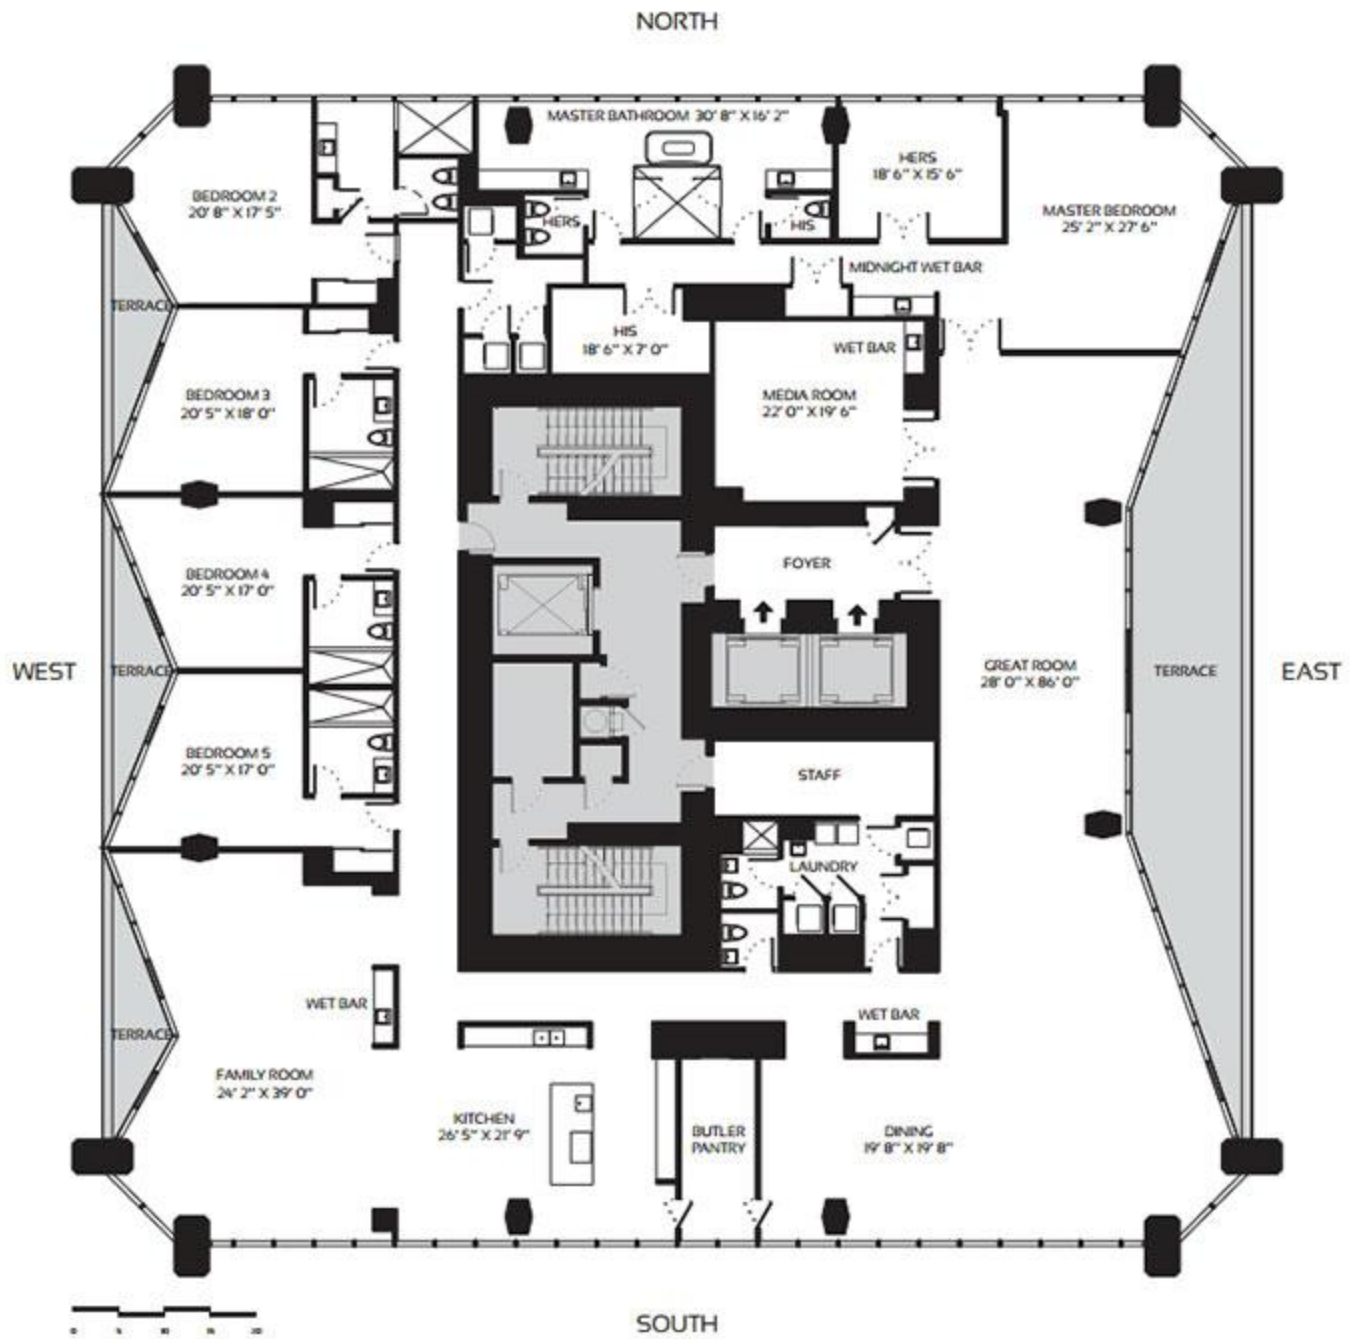 NORTH
MASTER BATHROOM 30' 8" X 16' 2"
HERS
18' 6" X 15' 6"
BEDROOM 2
20' 8" X 17' 5"
MASTER BEDROOM
25' 2" X 27' 6"
HERS
HIS
MIDNIGHT WET BAR
TERRACE
HIS
18' 6" X 7' 0"
WET BAR
BEDROOM 3
20' 5" X 18' 0"
MEDIA ROOM
22' 0" X 19' 6"
FOYER
BEDROOM 4
20' 5" X 17' 0"
WEST
TERRACE
GREAT ROOM
28' 0" X 86' 0"
TERRACE
EAST
BEDROOM 5
20' 5" X 17' 0"
STAFF
LAUNDRY
WET BAR
WET BAR
TERRACE
FAMILY ROOM
24' 2" X 39' 0"
KITCHEN
26' 5" X 21' 9"
BUTLER
PANTRY
DINING
19' 8" X 19' 8"
0 5 10 15 20
SOUTH